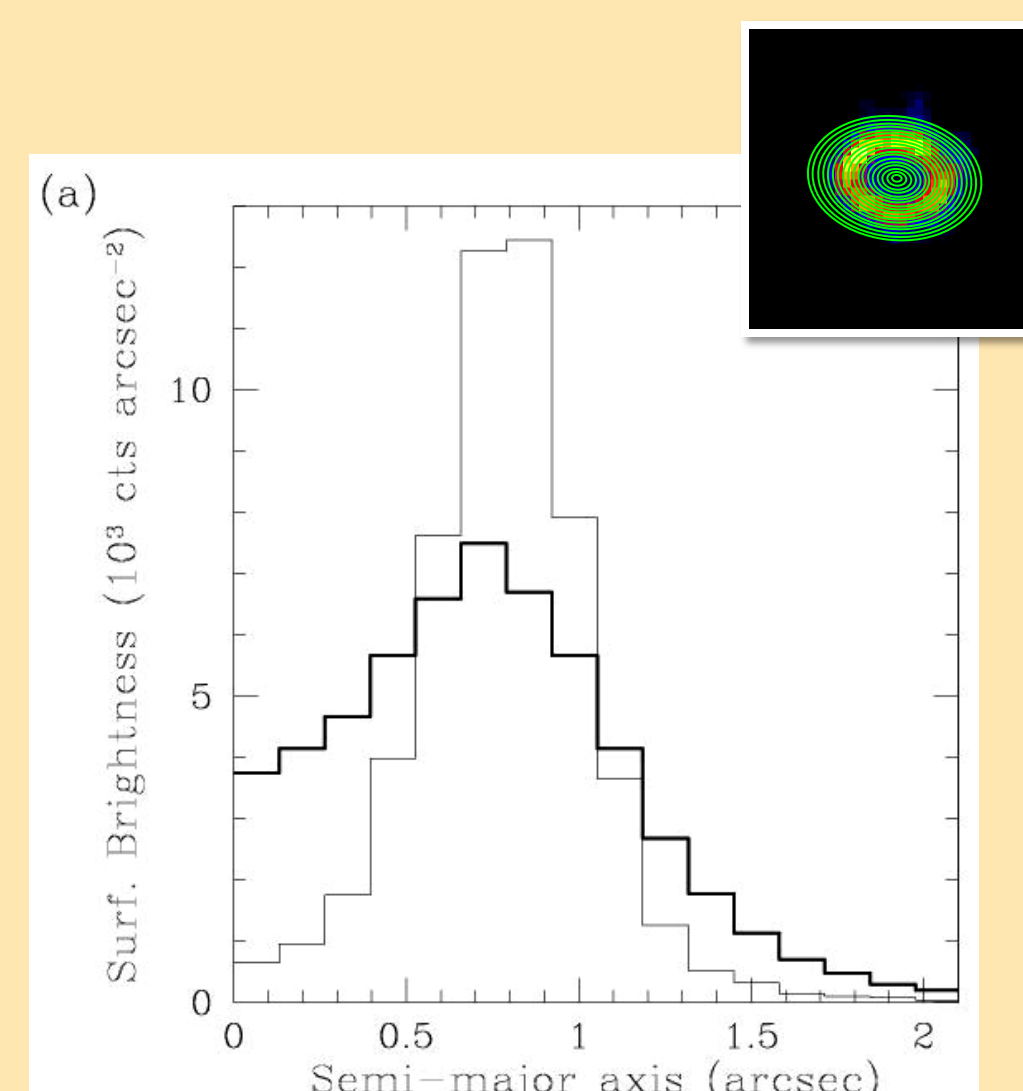 (a)
Surf. Brightness (10³ cts arcsec⁻²)
10
5
0
0 0.5 1 1.5 2
Semi-major axis (arcsec)